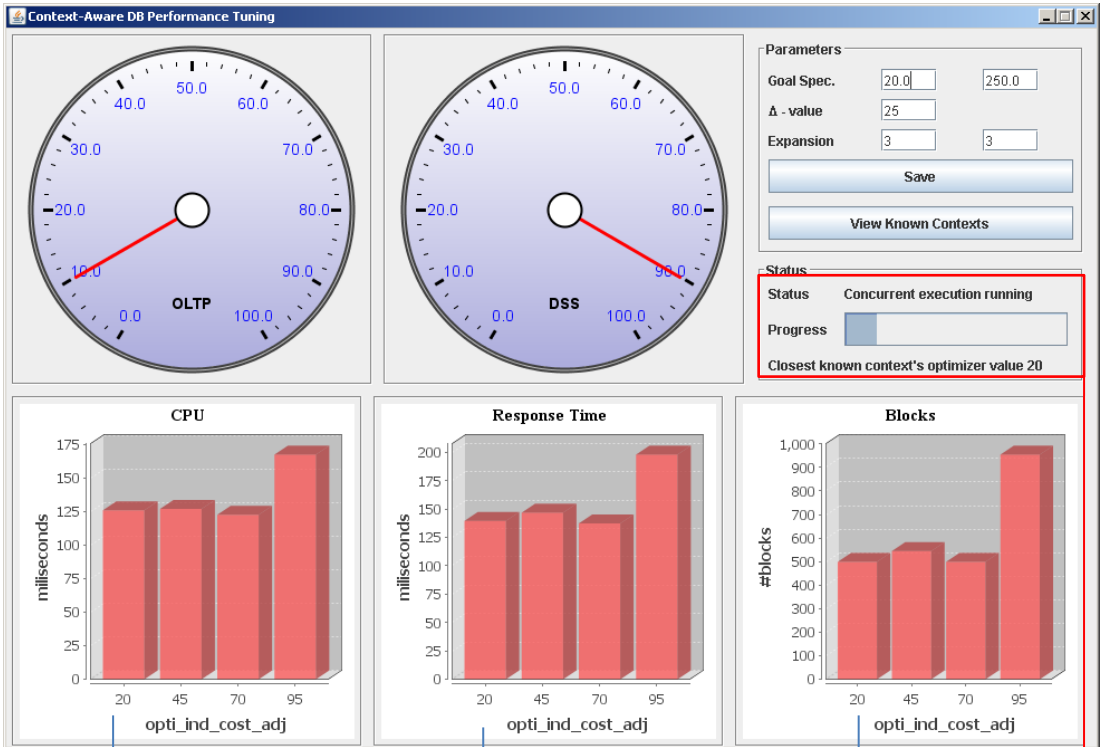 Context-Aware DB Performance Tuning
50.0
40.0 60.0
30.0 70.0
20.0 80.0
10.0 90.0
OLTP
0.0 100.0
50.0
40.0 60.0
30.0 70.0
20.0 80.0
10.0 90.0
DSS
0.0 100.0
Parameters
Goal Spec. 20.0 250.0
Δ - value 25
Expansion 3 3
Save
View Known Contexts
Status
Status Concurrent execution running
Progress
Closest known context's optimizer value 20
CPU
175
150
125
100
75
50
25
0
miliseconds
20 45 70 95
opti_ind_cost_adj
Response Time
200
175
150
125
100
75
50
25
0
miliseconds
20 45 70 95
opti_ind_cost_adj
Blocks
1,000
900
800
700
600
500
400
300
200
100
0
#blocks
20 45 70 95
opti_ind_cost_adj